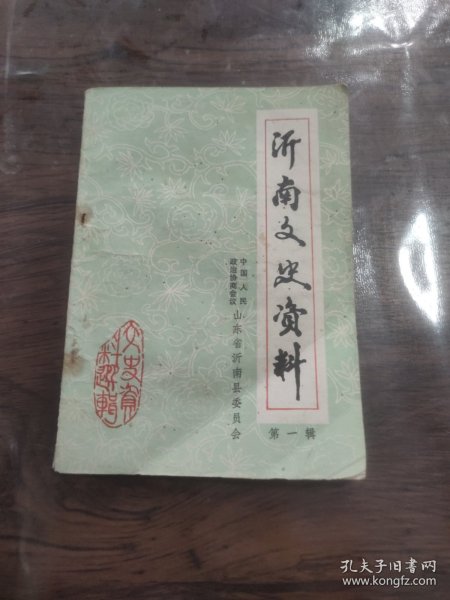 沂南文史资料
中国人民
政治协商会议
山东省沂南县委员会
第一辑
文史资
料选辑
孔夫子旧书网
www.kongfz.com